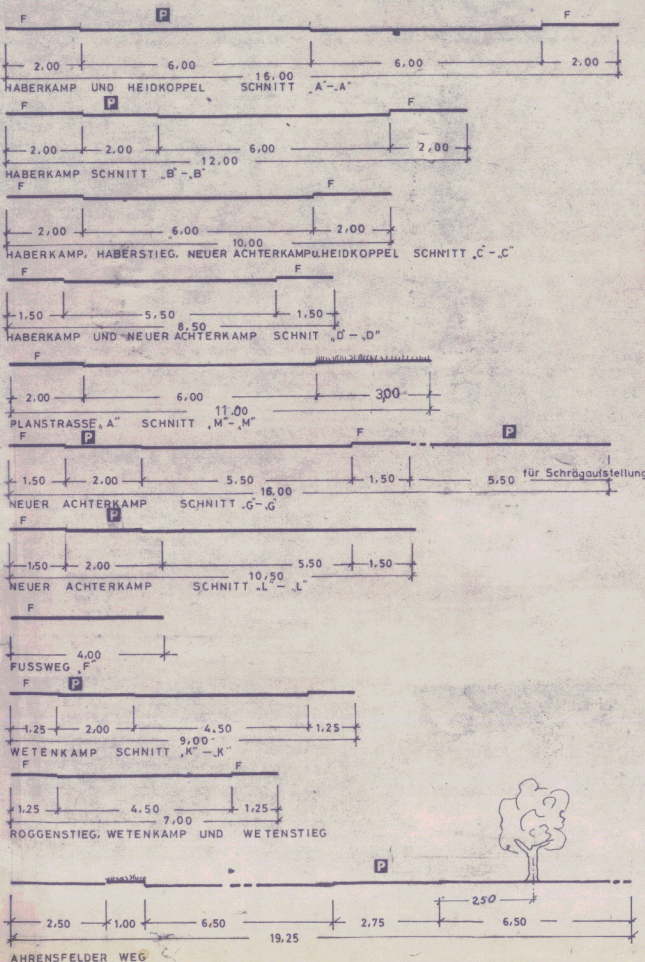 F P F
2.00 6,00 6,00 2.00
16.00
HABERKAMP UND HEIDKOPPEL SCHNITT „A"-„A"
F P F
2.00 2.00 6.00 2,00
12.00
HABERKAMP SCHNITT „B"-„B"
F F
2,00 6,00 2,00
10,00
HABERKAMP, HABERSTIEG, NEUER ACHTERKAMP u. HEIDKOPPEL SCHNITT „C"-„C"
F F
1,50 5,50 1,50
8,50
HABERKAMP UND NEUER ACHTERKAMP SCHNIT „D"-„D"
F
2.00 6,00 3,00
11.00
PLANSTRASSE „A" SCHNITT „M"-„M"
F P F P
1,50 2,00 5.50 1,50 5,50 für Schrägaufstellung
16,00
NEUER ACHTERKAMP SCHNITT „G"-„G"
F P
1,50 2,00 5,50 1,50
10,50
NEUER ACHTERKAMP SCHNITT „L"-„L"
F
4,00
FUSSWEG „F"
F P
1.25 2,00 4.50 1,25
9,00
WETENKAMP SCHNITT „K"-„K"
F F
1,25 4.50 1,25
7,00
ROGGENSTIEG, WETENKAMP UND WETENSTIEG
P
250
2,50 1,00 6,50 2,75 6,50
19,25
AHRENSFELDER WEG